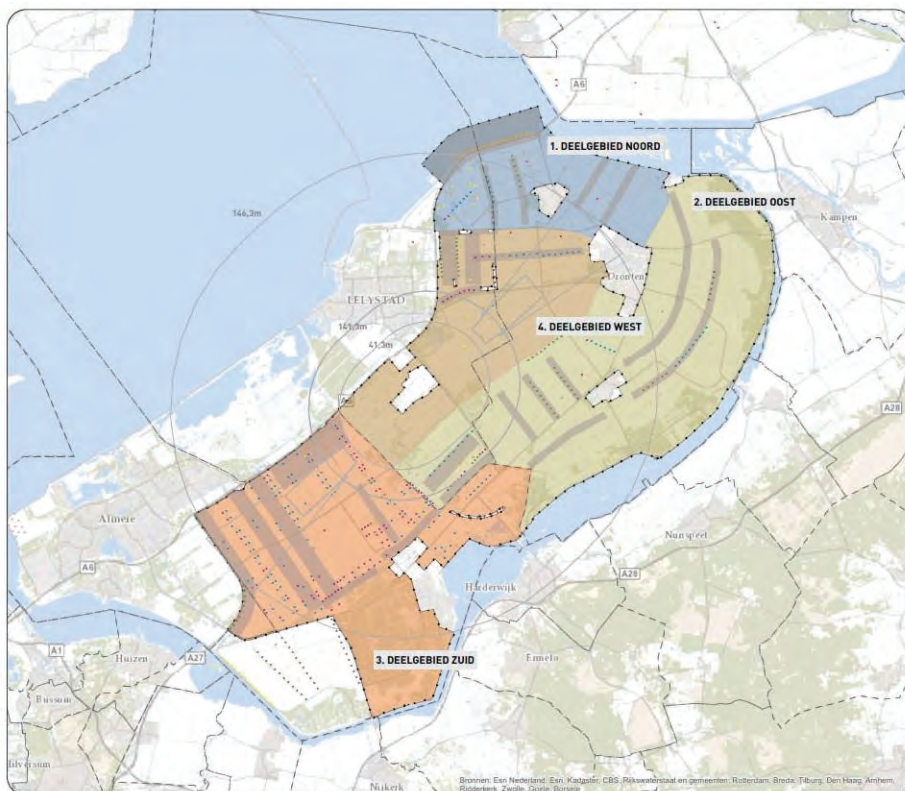 A6
1. DEELGEBIED NOORD
2. DEELGEBIED OOST
Kampen
146,3m
Dronten
LELYSTAD
141,3m
4. DEELGEBIED WEST
41,3m
A28
Almere
Nunspeet
A6
A28
Harderwijk
A1
Huizen
A27
3. DEELGEBIED ZUID
Ermelo
Bussum
Hilversum
Nijkerk
Bronnen: Esri Nederland, Esri, Kadaster, CBS, Rijkswaterstaat en gemeenten: Rotterdam, Breda, Tilburg, Den Haag, Arnhem,
Ridderkerk, Zwolle, Goirle, Borsele